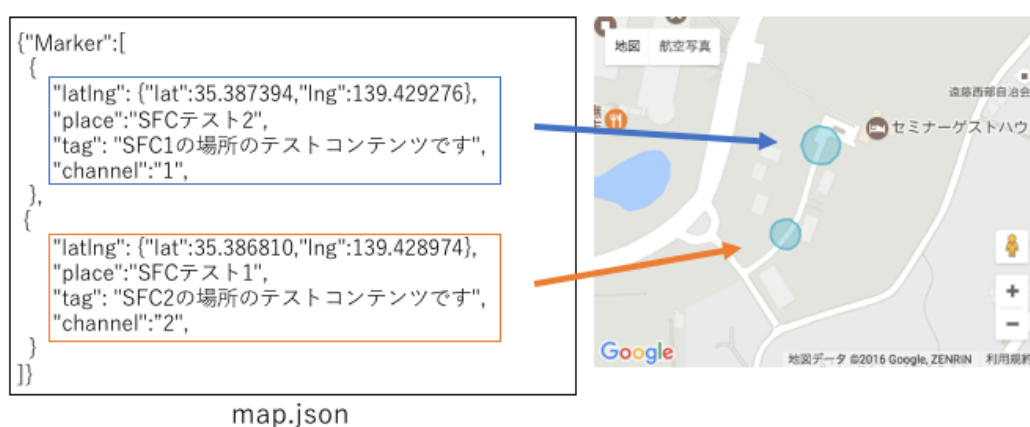 {"Marker":[
{
"latlng": {"lat":35.387394,"lng":139.429276},
"place":"SFCテスト2",
"tag": "SFC1の場所のテストコンテンツです",
"channel":"1",
},
{
"latlng": {"lat":35.386810,"lng":139.428974},
"place":"SFCテスト1",
"tag": "SFC2の場所のテストコンテンツです",
"channel":"2",
}
]}
map.json
地図 航空写真
遠藤西部自治会
セミナーゲストハウ
+
−
Google
地図データ ©2016 Google, ZENRIN 利用規約